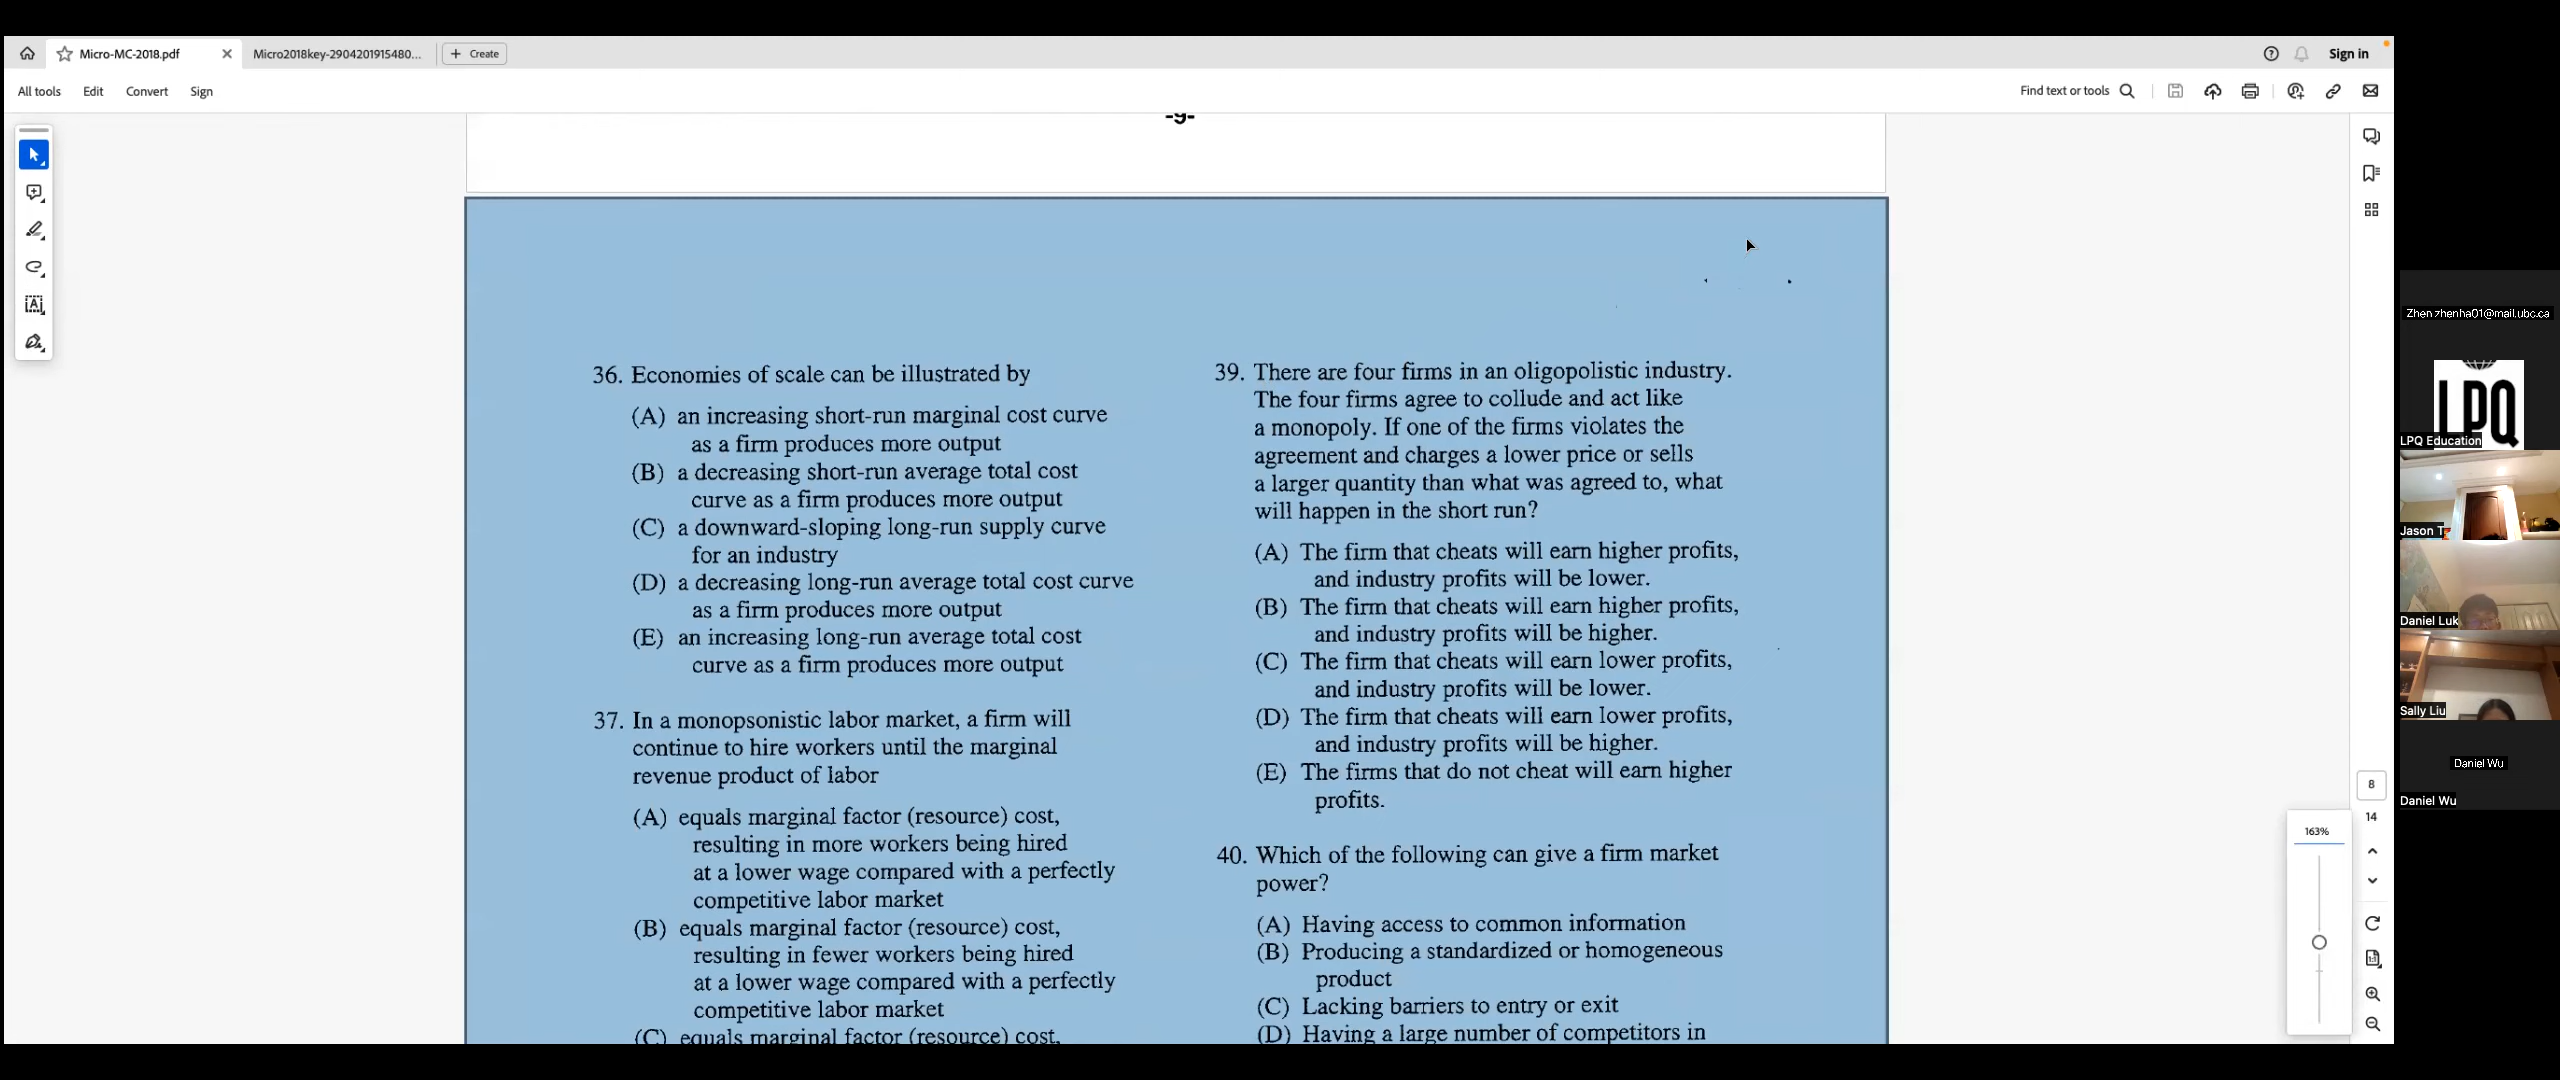 Micro-MC-2018.pdf
Micro2018key-2904201915480...
Create
Sign in
All tools
Edit
Convert
Sign
Find text or tools
-9-
36. Economies of scale can be illustrated by
(A) an increasing short-run marginal cost curve
as a firm produces more output
(B) a decreasing short-run average total cost
curve as a firm produces more output
(C) a downward-sloping long-run supply curve
for an industry
(D) a decreasing long-run average total cost curve
as a firm produces more output
(E) an increasing long-run average total cost
curve as a firm produces more output
37. In a monopsonistic labor market, a firm will
continue to hire workers until the marginal
revenue product of labor
(A) equals marginal factor (resource) cost,
resulting in more workers being hired
at a lower wage compared with a perfectly
competitive labor market
(B) equals marginal factor (resource) cost,
resulting in fewer workers being hired
at a lower wage compared with a perfectly
competitive labor market
(C) equals marginal factor (resource) cost,
39. There are four firms in an oligopolistic industry.
The four firms agree to collude and act like
a monopoly. If one of the firms violates the
agreement and charges a lower price or sells
a larger quantity than what was agreed to, what
will happen in the short run?
(A) The firm that cheats will earn higher profits,
and industry profits will be lower.
(B) The firm that cheats will earn higher profits,
and industry profits will be higher.
(C) The firm that cheats will earn lower profits,
and industry profits will be lower.
(D) The firm that cheats will earn lower profits,
and industry profits will be higher.
(E) The firms that do not cheat will earn higher
profits.
40. Which of the following can give a firm market
power?
(A) Having access to common information
(B) Producing a standardized or homogeneous
product
(C) Lacking barriers to entry or exit
(D) Having a large number of competitors in
8
14
163%
Zhen zhenha01@mail.ubc.ca
LPQ
LPQ Education
Jason T
Daniel Luk
Sally Liu
Daniel Wu
Daniel Wu